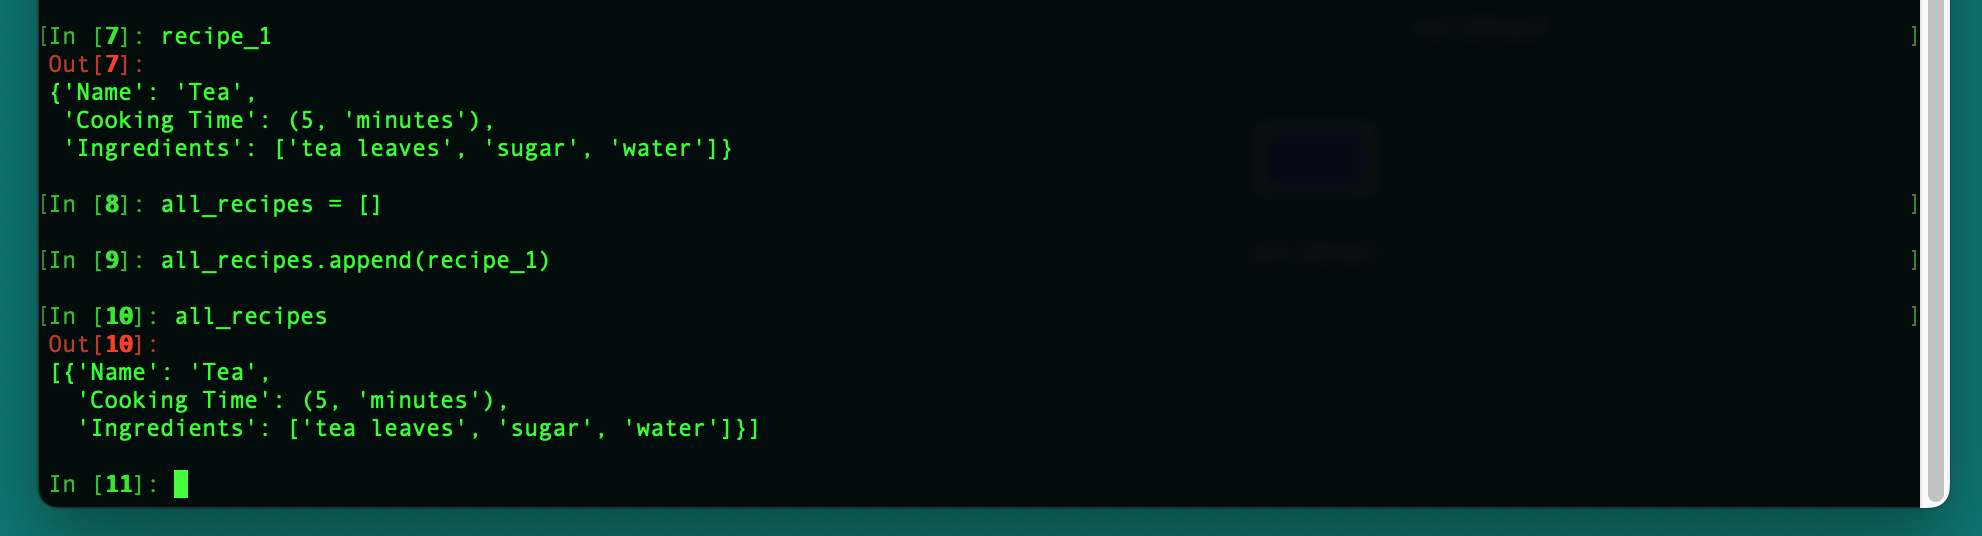 [In [7]: recipe_1 ]
Out[7]:
{'Name': 'Tea',
 'Cooking Time': (5, 'minutes'),
 'Ingredients': ['tea leaves', 'sugar', 'water']}
[In [8]: all_recipes = [] ]
[In [9]: all_recipes.append(recipe_1) ]
[In [10]: all_recipes ]
Out[10]:
[{'Name': 'Tea',
  'Cooking Time': (5, 'minutes'),
  'Ingredients': ['tea leaves', 'sugar', 'water']}]
In [11]: